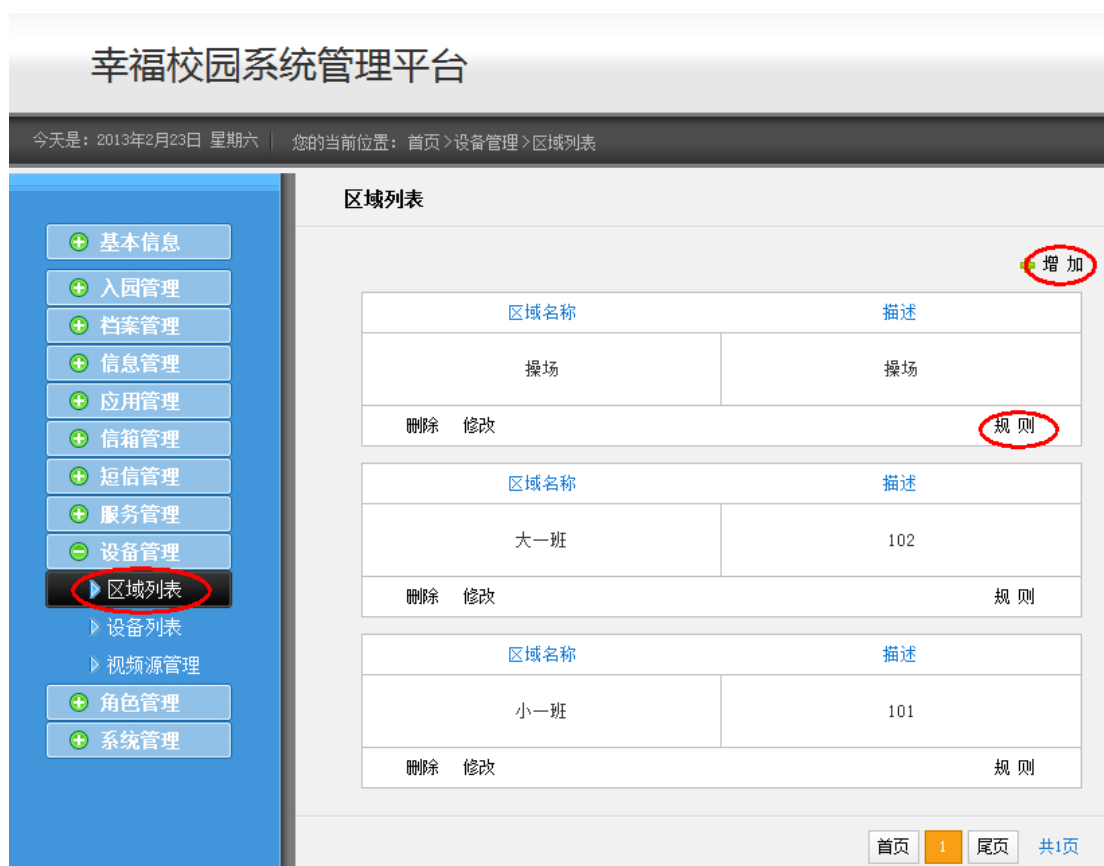 幸福校园系统管理平台
今天是：2013年2月23日 星期六 您的当前位置：首页>设备管理>区域列表
基本信息
入园管理
档案管理
信息管理
应用管理
信箱管理
短信管理
服务管理
设备管理
区域列表
设备列表
视频源管理
角色管理
系统管理
区域列表
增 加
区域名称 描述
操场 操场
删除 修改 规 则
区域名称 描述
大一班 102
删除 修改 规 则
区域名称 描述
小一班 101
删除 修改 规 则
首页 1 尾页 共1页